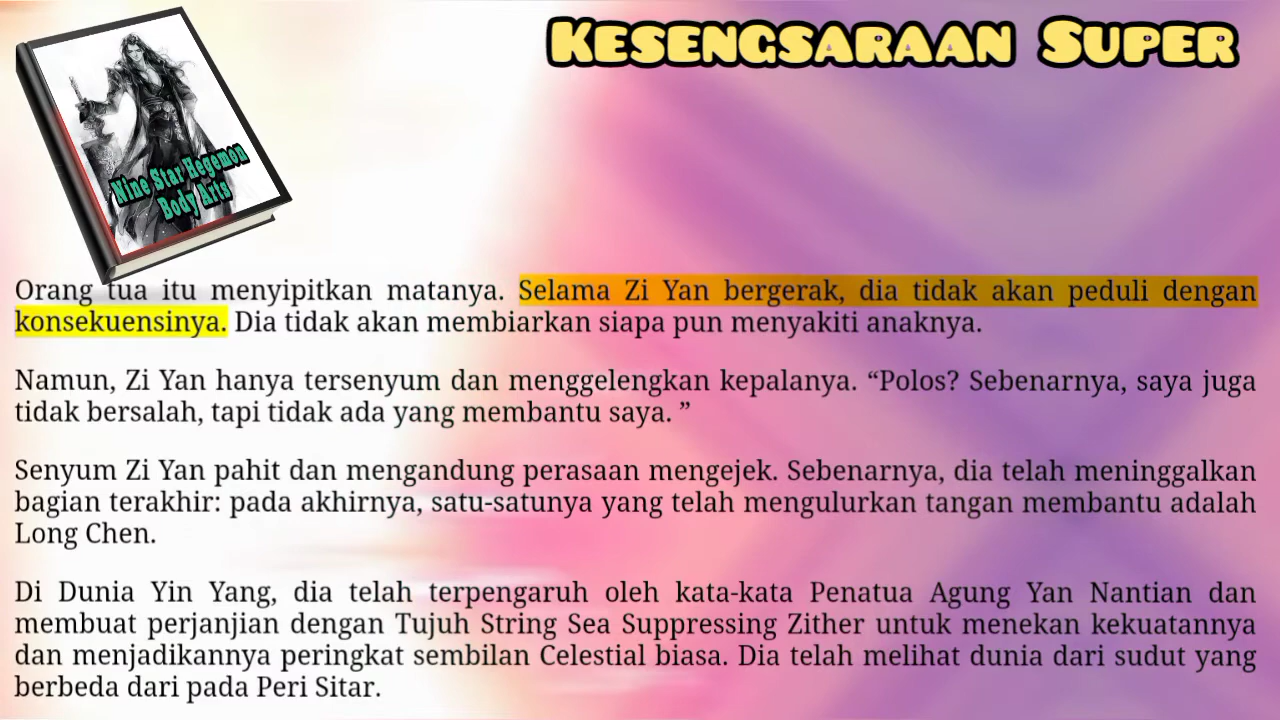 Kesengsaraan Super
Nine Star Hegemon
Body Arts
Orang tua itu menyipitkan matanya. Selama Zi Yan bergerak, dia tidak akan peduli dengan
konsekuensinya. Dia tidak akan membiarkan siapa pun menyakiti anaknya.
Namun, Zi Yan hanya tersenyum dan menggelengkan kepalanya. “Polos? Sebenarnya, saya juga
tidak bersalah, tapi tidak ada yang membantu saya. ”
Senyum Zi Yan pahit dan mengandung perasaan mengejek. Sebenarnya, dia telah meninggalkan
bagian terakhir: pada akhirnya, satu-satunya yang telah mengulurkan tangan membantu adalah
Long Chen.
Di Dunia Yin Yang, dia telah terpengaruh oleh kata-kata Penatua Agung Yan Nantian dan
membuat perjanjian dengan Tujuh String Sea Suppressing Zither untuk menekan kekuatannya
dan menjadikannya peringkat sembilan Celestial biasa. Dia telah melihat dunia dari sudut yang
berbeda dari pada Peri Sitar.